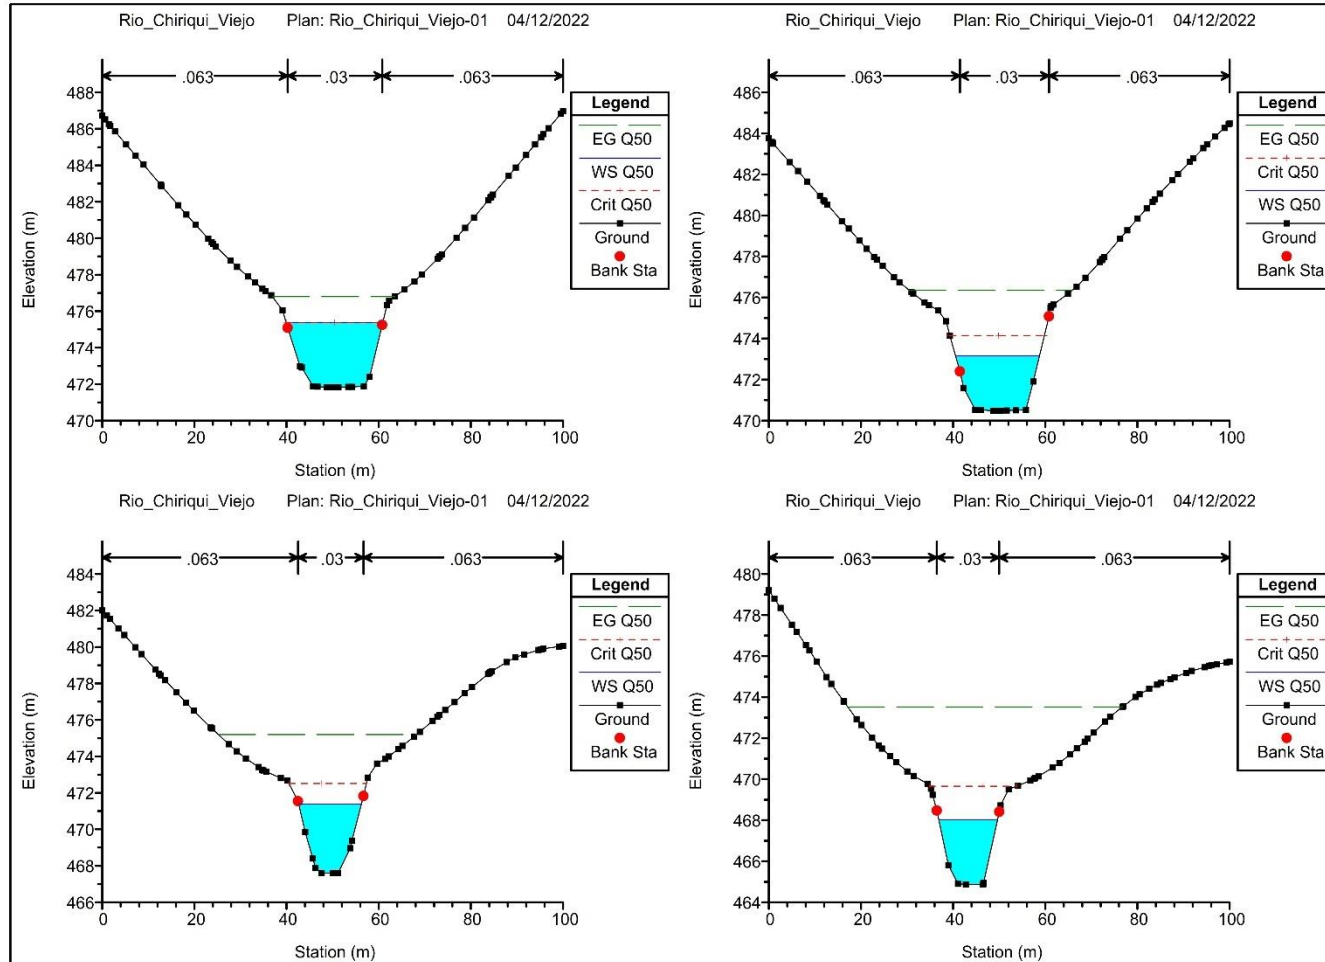 Rio_Chiriqui_Viejo Plan: Rio_Chiriqui_Viejo-01 04/12/2022
.063 .03 .063
Legend
EG Q50
WS Q50
Crit Q50
Ground
Bank Sta
Elevation (m)
488
486
484
482
480
478
476
474
472
470
0 20 40 60 80 100
Station (m)
Rio_Chiriqui_Viejo Plan: Rio_Chiriqui_Viejo-01 04/12/2022
.063 .03 .063
Legend
EG Q50
Crit Q50
WS Q50
Ground
Bank Sta
Elevation (m)
486
484
482
480
478
476
474
472
470
0 20 40 60 80 100
Station (m)
Rio_Chiriqui_Viejo Plan: Rio_Chiriqui_Viejo-01 04/12/2022
.063 .03 .063
Legend
EG Q50
Crit Q50
WS Q50
Ground
Bank Sta
Elevation (m)
484
482
480
478
476
474
472
470
468
466
0 20 40 60 80 100
Station (m)
Rio_Chiriqui_Viejo Plan: Rio_Chiriqui_Viejo-01 04/12/2022
.063 .03 .063
Legend
EG Q50
Crit Q50
WS Q50
Ground
Bank Sta
Elevation (m)
480
478
476
474
472
470
468
466
464
0 20 40 60 80 100
Station (m)